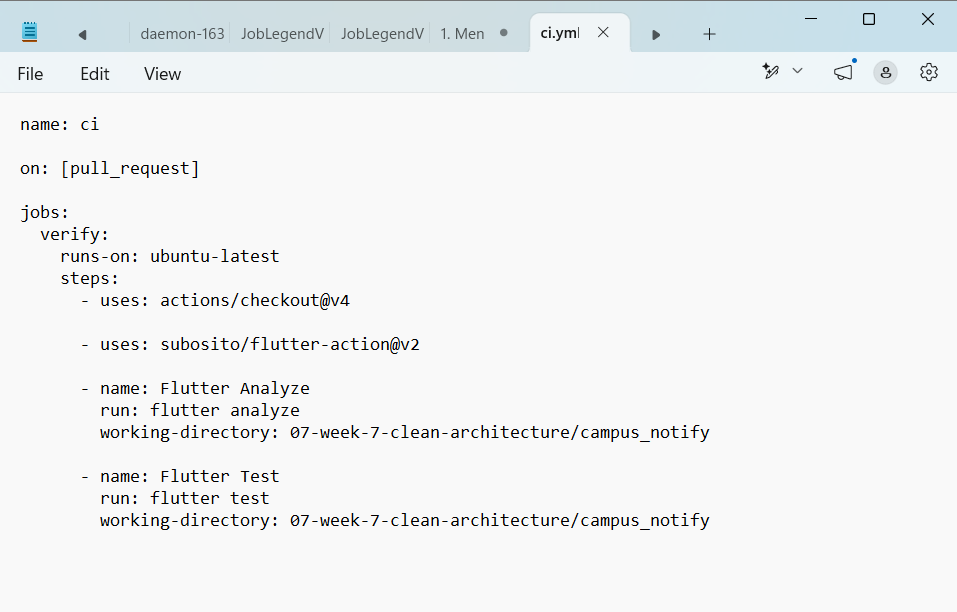 daemon-163 JobLegendV JobLegendV 1. Men ci.yml
File Edit View
name: ci
on: [pull_request]
jobs:
  verify:
    runs-on: ubuntu-latest
    steps:
      - uses: actions/checkout@v4
      - uses: subosito/flutter-action@v2
      - name: Flutter Analyze
        run: flutter analyze
        working-directory: 07-week-7-clean-architecture/campus_notify
      - name: Flutter Test
        run: flutter test
        working-directory: 07-week-7-clean-architecture/campus_notify